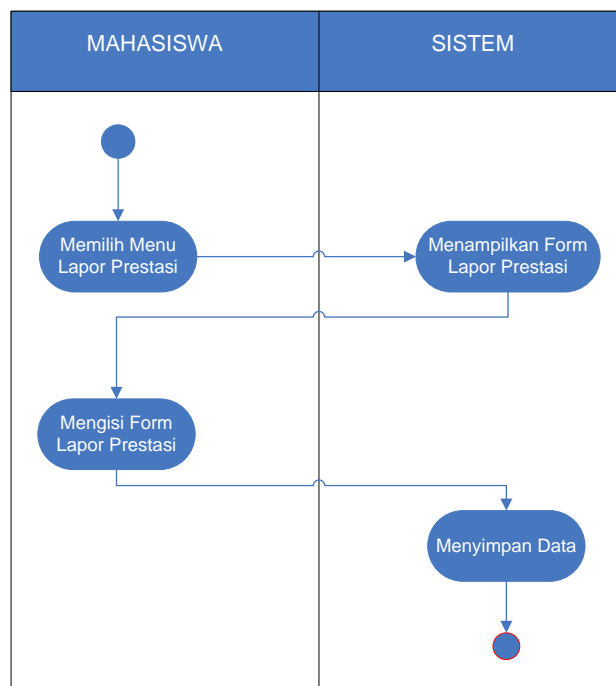 MAHASISWA
SISTEM
Memilih Menu
Lapor Prestasi
Menampilkan Form
Lapor Prestasi
Mengisi Form
Lapor Prestasi
Menyimpan Data